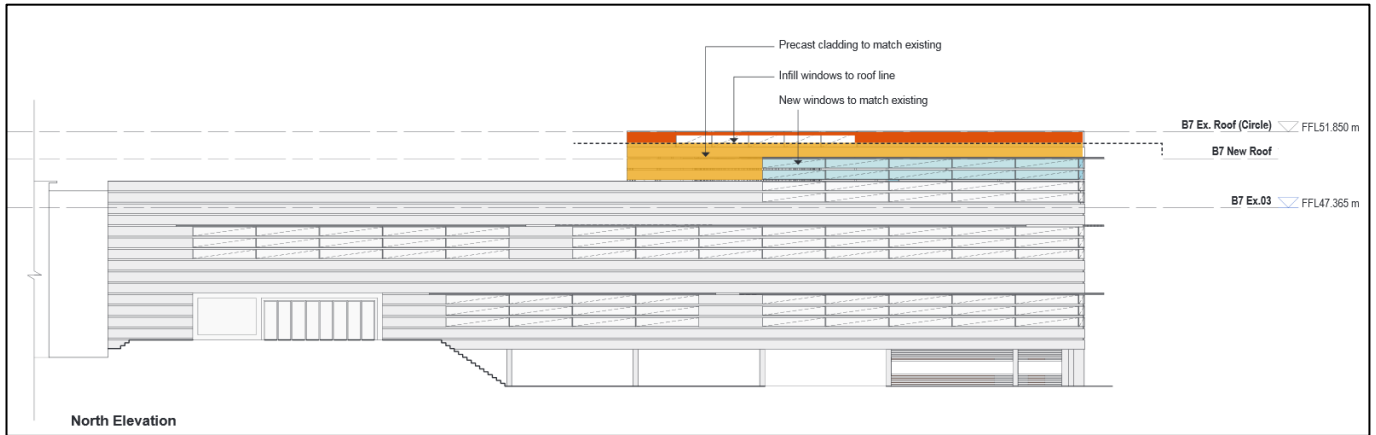 Precast cladding to match existing
Infill windows to roof line
New windows to match existing
B7 Ex. Roof (Circle) FFL51.850 m
B7 New Roof
B7 Ex.03 FFL47.365 m
North Elevation